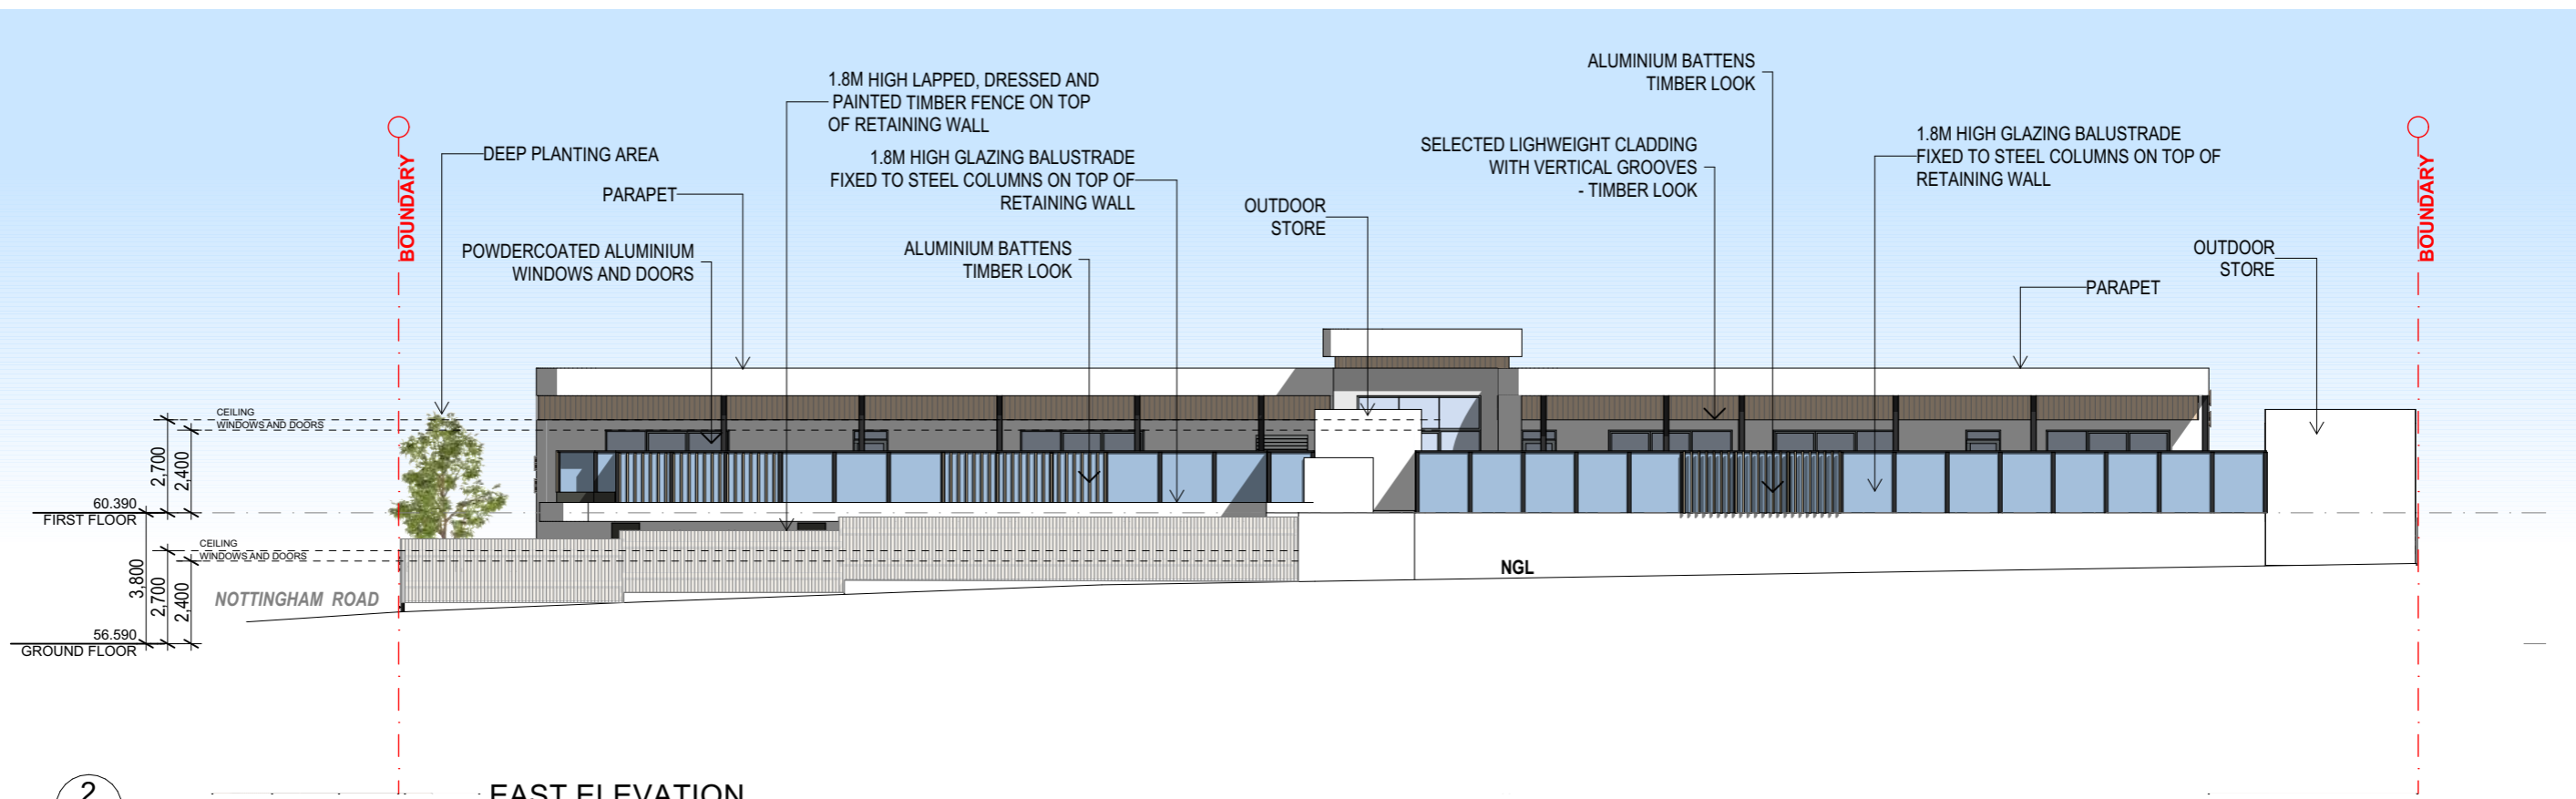 ALUMINIUM BATTENS
TIMBER LOOK
1.8M HIGH LAPPED, DRESSED AND
PAINTED TIMBER FENCE ON TOP
OF RETAINING WALL
1.8M HIGH GLAZING BALUSTRADE
FIXED TO STEEL COLUMNS ON TOP OF
RETAINING WALL
SELECTED LIGHWEIGHT CLADDING
WITH VERTICAL GROOVES
- TIMBER LOOK
DEEP PLANTING AREA
1.8M HIGH GLAZING BALUSTRADE
FIXED TO STEEL COLUMNS ON TOP OF
RETAINING WALL
BOUNDARY
BOUNDARY
PARAPET
OUTDOOR
STORE
POWDERCOATED ALUMINIUM
WINDOWS AND DOORS
ALUMINIUM BATTENS
TIMBER LOOK
OUTDOOR
STORE
PARAPET
CEILING
WINDOWS AND DOORS
2,700
2,400
60.390
FIRST FLOOR
CEILING
WINDOWS AND DOORS
3,800
2,700
2,400
NGL
NOTTINGHAM ROAD
56.590
GROUND FLOOR
2
EAST ELEVATION